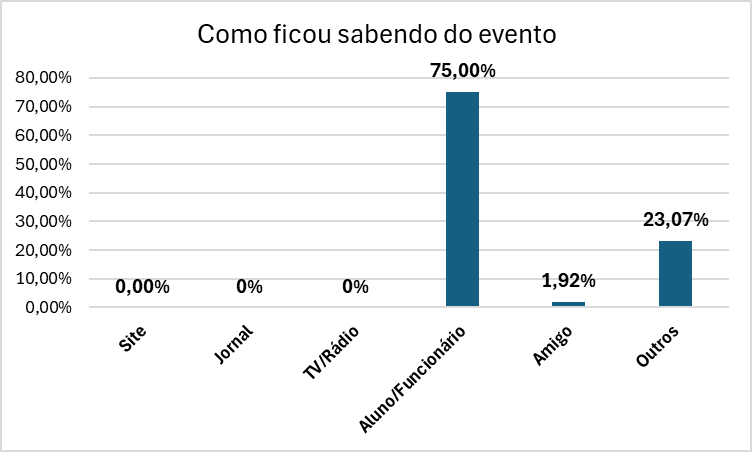 Como ficou sabendo do evento
80,00%
70,00%
60,00%
50,00%
40,00%
30,00%
20,00%
10,00%
0,00%
0,00%
0%
0%
75,00%
1,92%
23,07%
Site
Jornal
TV/Rádio
Aluno/Funcionário
Amigo
Outros